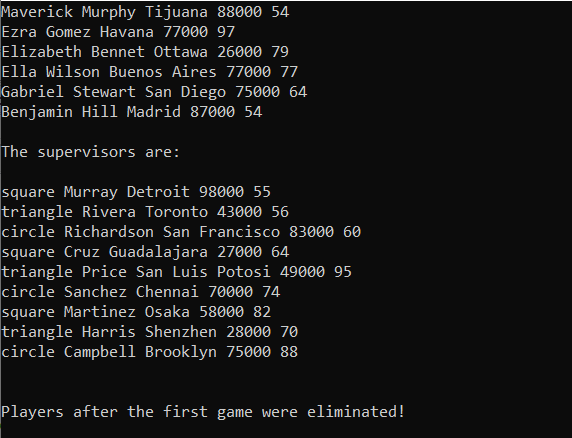 Maverick Murphy Tijuana 88000 54
Ezra Gomez Havana 77000 97
Elizabeth Bennet Ottawa 26000 79
Ella Wilson Buenos Aires 77000 77
Gabriel Stewart San Diego 75000 64
Benjamin Hill Madrid 87000 54
The supervisors are:
square Murray Detroit 98000 55
triangle Rivera Toronto 43000 56
circle Richardson San Francisco 83000 60
square Cruz Guadalajara 27000 64
triangle Price San Luis Potosi 49000 95
circle Sanchez Chennai 70000 74
square Martinez Osaka 58000 82
triangle Harris Shenzhen 28000 70
circle Campbell Brooklyn 75000 88
Players after the first game were eliminated!